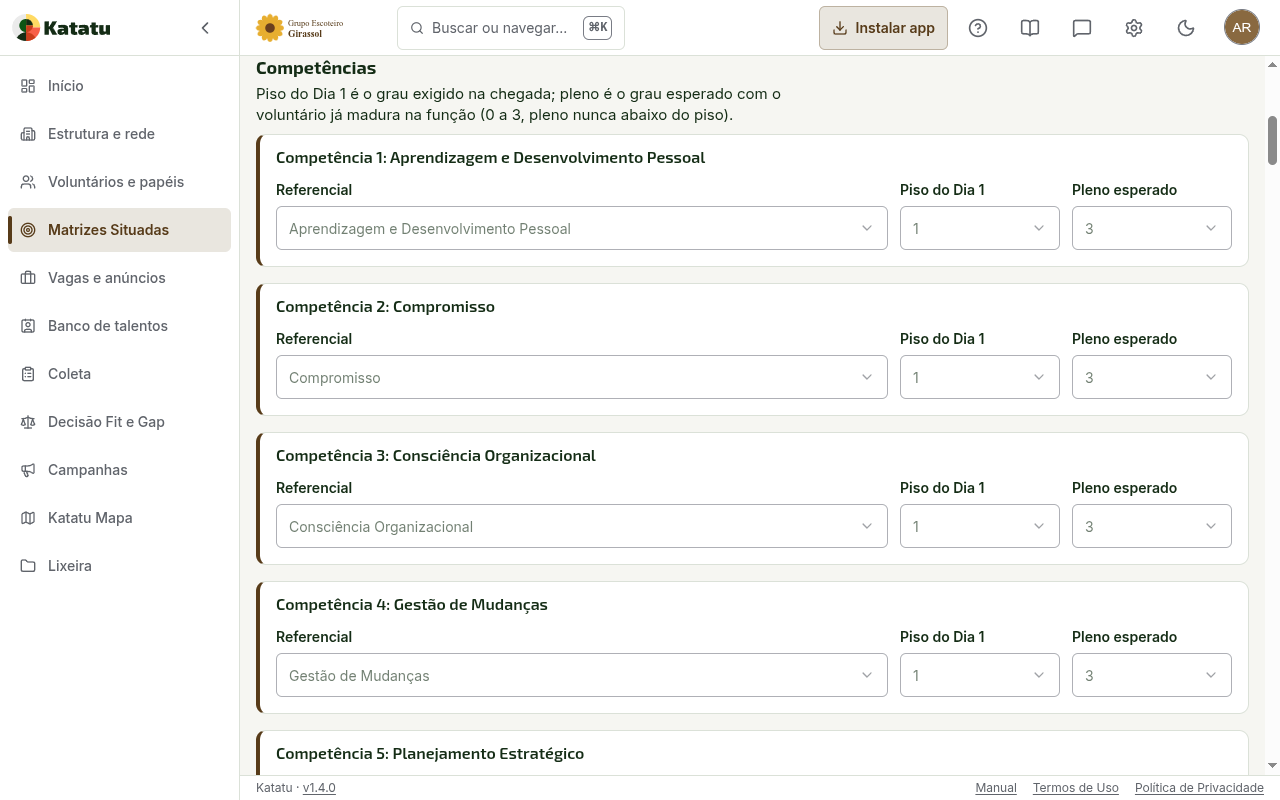 Katatu
Grupo Escoteiro
Girassol
Buscar ou navegar... ⌘K
Instalar app
AR
Início
Estrutura e rede
Voluntários e papéis
Matrizes Situadas
Vagas e anúncios
Banco de talentos
Coleta
Decisão Fit e Gap
Campanhas
Katatu Mapa
Lixeira
Competências
Piso do Dia 1 é o grau exigido na chegada; pleno é o grau esperado com o
voluntário já madura na função (0 a 3, pleno nunca abaixo do piso).
Competência 1: Aprendizagem e Desenvolvimento Pessoal
Referencial Piso do Dia 1 Pleno esperado
Aprendizagem e Desenvolvimento Pessoal 1 3
Competência 2: Compromisso
Referencial Piso do Dia 1 Pleno esperado
Compromisso 1 3
Competência 3: Consciência Organizacional
Referencial Piso do Dia 1 Pleno esperado
Consciência Organizacional 1 3
Competência 4: Gestão de Mudanças
Referencial Piso do Dia 1 Pleno esperado
Gestão de Mudanças 1 3
Competência 5: Planejamento Estratégico
Katatu · v1.4.0
Manual Termos de Uso Política de Privacidade